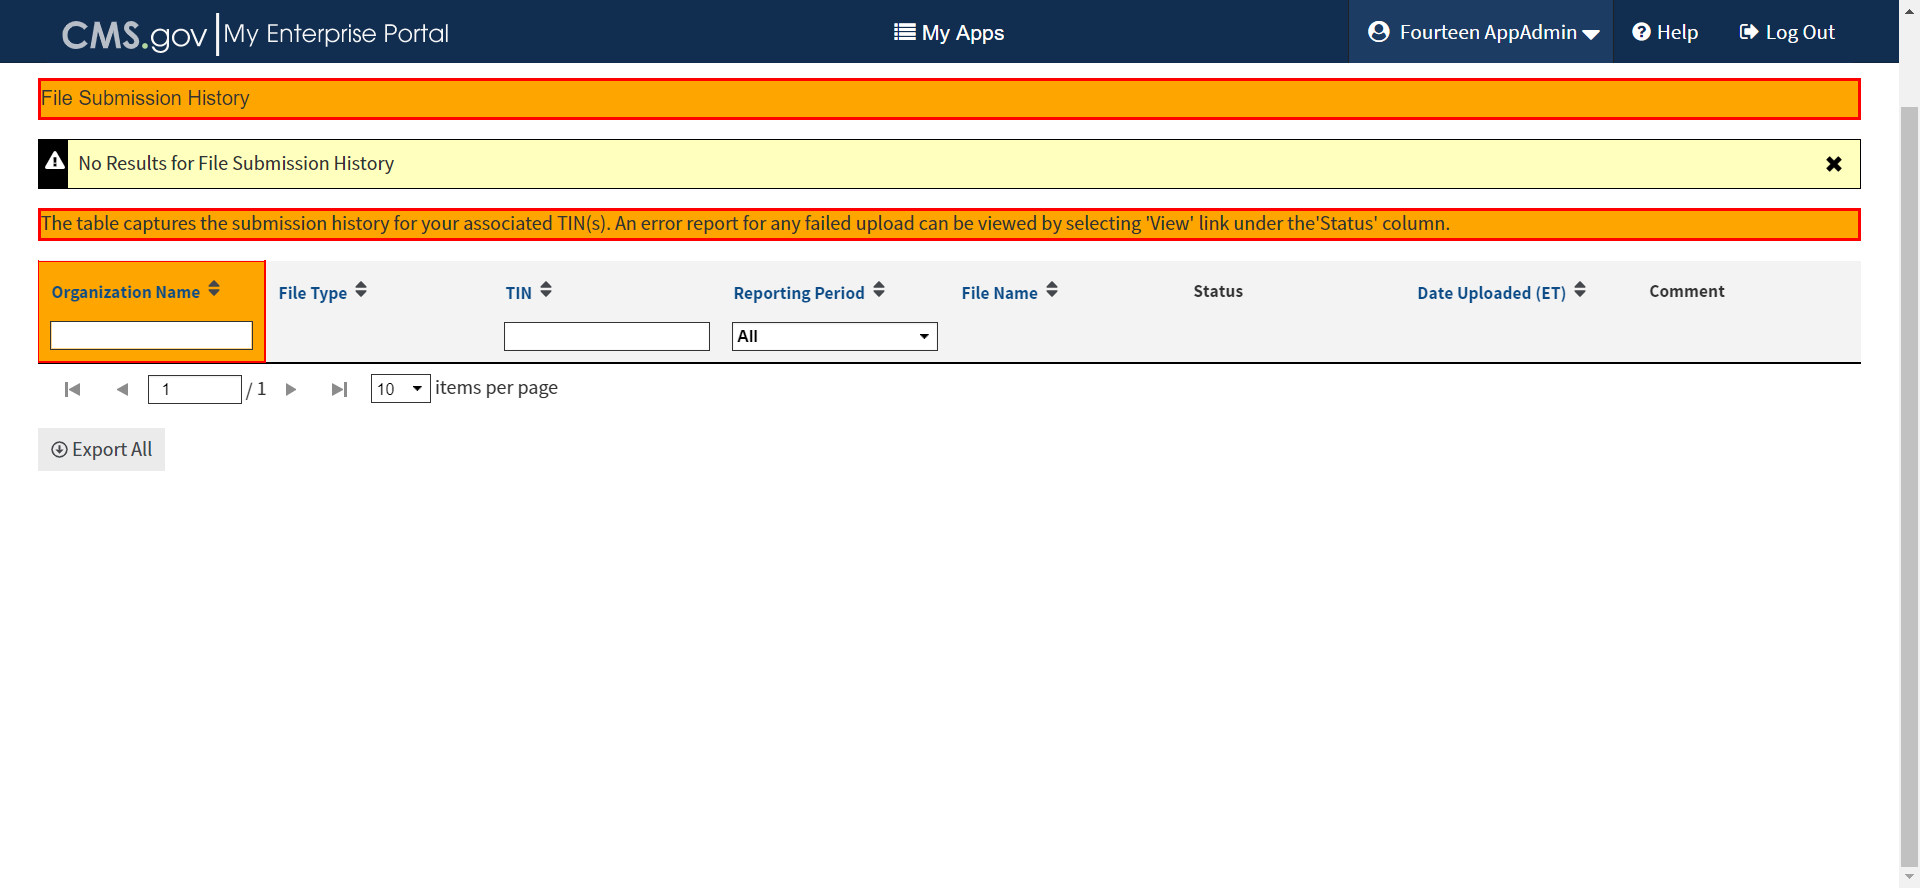 CMS.gov My Enterprise Portal
My Apps
Fourteen AppAdmin
Help
Log Out
File Submission History
No Results for File Submission History
The table captures the submission history for your associated TIN(s). An error report for any failed upload can be viewed by selecting 'View' link under the'Status' column.
Organization Name File Type TIN Reporting Period File Name Status Date Uploaded (ET) Comment
All
1 / 1 10 items per page
Export All